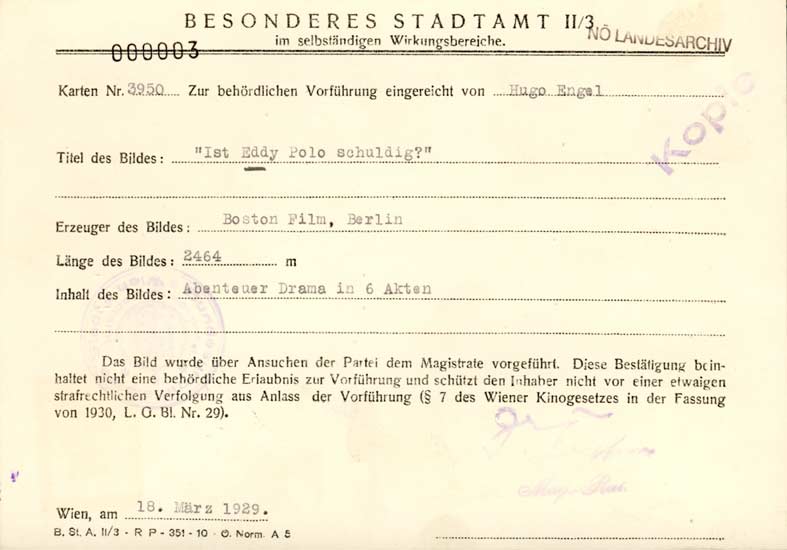 BESONDERES STADTAMT II/3
im selbständigen Wirkungsbereiche.
NÖ LANDESARCHIV
000003
Karten Nr. 3950 Zur behördlichen Vorführung eingereicht von Hugo Engel
Kopie
Titel des Bildes: "Ist Eddy Polo schuldig?"
Erzeuger des Bildes: Boston Film, Berlin
Länge des Bildes: 2464 m
Inhalt des Bildes: Abenteuer Drama in 6 Akten
Das Bild wurde über Ansuchen der Partei dem Magistrate vorgeführt. Diese Bestätigung bein-
haltet nicht eine behördliche Erlaubnis zur Vorführung und schützt den Inhaber nicht vor einer etwaigen
strafrechtlichen Verfolgung aus Anlass der Vorführung (§ 7 des Wiener Kinogesetzes in der Fassung
von 1930, L. G. Bl. Nr. 29).
Wien, am 18. März 1929.
B. St. A. II/3 - R P - 351 - 10 - Ö. Norm. A 5